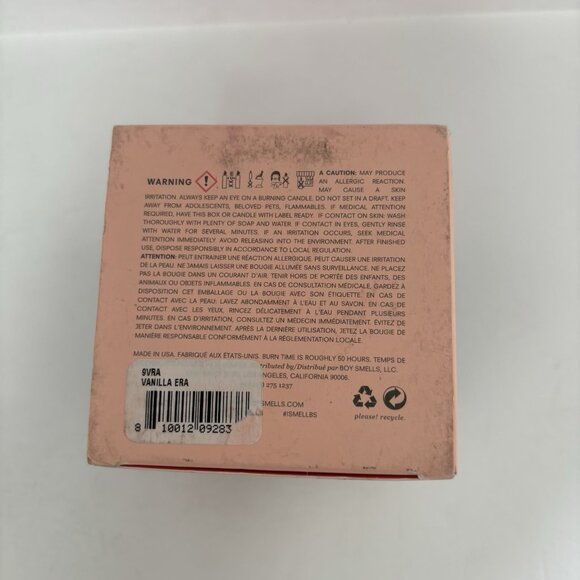 WARNING
A CAUTION: MAY PRODUCE
AN ALLERGIC REACTION.
MAY CAUSE A SKIN
IRRITATION. ALWAYS KEEP AN EYE ON A BURNING CANDLE. DO NOT SET IN A DRAFT. KEEP
AWAY FROM ADOLESCENTS, BELOVED PETS, FLAMMABLES. IF MEDICAL ATTENTION
REQUIRED, HAVE THIS BOX OR CANDLE WITH LABEL READY. IF CONTACT ON SKIN: WASH
THOROUGHLY WITH PLENTY OF SOAP AND WATER. IF CONTACT IN EYES, GENTLY RINSE
WITH WATER FOR SEVERAL MINUTES. IF AN IRRITATION OCCURS, SEEK MEDICAL
ATTENTION IMMEDIATELY. AVOID RELEASING INTO THE ENVIRONMENT. AFTER FINISHED
USE, DISPOSE RESPONSIBLY IN ACCORDANCE TO LOCAL REGULATION.
ATTENTION: PEUT ENTRAINER UNE RÉACTION ALLERGIQUE. PEUT CAUSER UNE IRRITATION
DE LA PEAU. NE JAMAIS LAISSER UNE BOUGIE ALLUMÉE SANS SURVEILLANCE. NE PLACEZ
PAS LA BOUGIE DANS UN COURANT D'AIR. TENIR HORS DE PORTÉE DES ENFANTS, DES
ANIMAUX OU OBJETS INFLAMMABLES. EN CAS DE CONSULTATION MÉDICALE, GARDEZ À
DISPOSITION CET EMBALLAGE OU LA BOUGIE AVEC SON ÉTIQUETTE. EN CAS DE
CONTACT AVEC LA PEAU: LAVEZ ABONDAMMENT À L'EAU ET AU SAVON. EN CAS DE
CONTACT AVEC LES YEUX, RINCEZ DÉLICATEMENT À L'EAU PENDANT PLUSIEURS
MINUTES. EN CAS D'IRRITATION, CONSULTEZ UN MÉDECIN IMMÉDIATEMENT. ÉVITEZ DE
JETER DANS L'ENVIRONNEMENT. APRÈS LA DERNIÈRE UTILISATION, JETEZ LA BOUGIE DE
MANIÈRE RESPONSABLE CONFORMÉMENT À LA RÉGLEMENTATION LOCALE.
MADE IN USA. FABRIQUÉ AUX ÉTATS-UNIS. BURN TIME IS ROUGHLY 50 HOURS. TEMPS DE
Distributed by/Distribué par BOY SMELLS, LLC.
ANGELES, CALIFORNIA 90006.
275 1237
SMELLS.COM
#ISMELLBS
please! recycle.
9VRA
VANILLA ERA
8 10012 09283